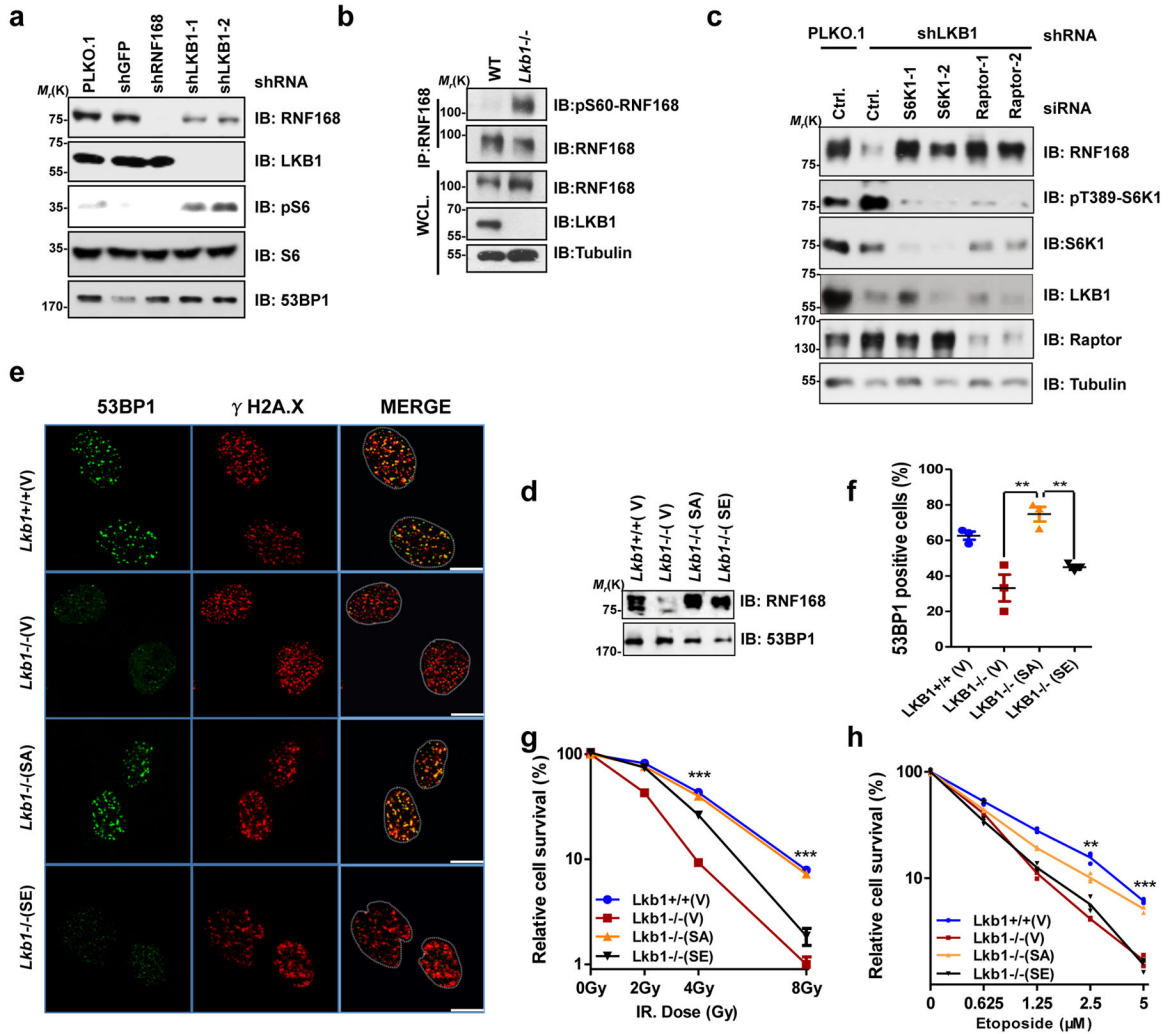 a
PLKO.1
shGFP
shRNF168
shLKB1-1
shLKB1-2
shRNA
Mr(K)
75
IB: RNF168
75
55
IB: LKB1
35
IB: pS6
35
IB: S6
170
IB: 53BP1
b
WT
Lkb1-/-
Mr(K)
IP:RNF168
100
IB:pS60-RNF168
100
IB:RNF168
WCL.
100
IB:RNF168
70
55
IB:LKB1
55
IB:Tubulin
c
PLKO.1 shLKB1 shRNA
Ctrl.
Ctrl.
S6K1-1
S6K1-2
Raptor-1
Raptor-2
siRNA
Mr(K)
75
IB: RNF168
75
IB: pT389-S6K1
75
IB:S6K1
75
55
IB: LKB1
170
130
IB: Raptor
55
IB: Tubulin
e
53BP1 γ H2A.X MERGE
Lkb1+/+(V)
Lkb1-/-(V)
Lkb1-/-(SA)
Lkb1-/-(SE)
d
Lkb1+/+( V)
Lkb1-/-( V)
Lkb1-/-( SA)
Lkb1-/-( SE)
Mr(K)
75
IB: RNF168
170
IB: 53BP1
f
53BP1 positive cells (%)
100
80
60
40
20
0
** **
LKB1+/+ (V)
LKB1-/- (V)
LKB1-/- (SA)
LKB1-/- (SE)
g
Relative cell survival (%)
100
10
1
***
***
Lkb1+/+(V)
Lkb1-/-(V)
Lkb1-/-(SA)
Lkb1-/-(SE)
0Gy 2Gy 4Gy 8Gy
IR. Dose (Gy)
h
Relative cell survival (%)
100
10
**
***
Lkb1+/+(V)
Lkb1-/-(V)
Lkb1-/-(SA)
Lkb1-/-(SE)
0 0.625 1.25 2.5 5
Etoposide (μM)